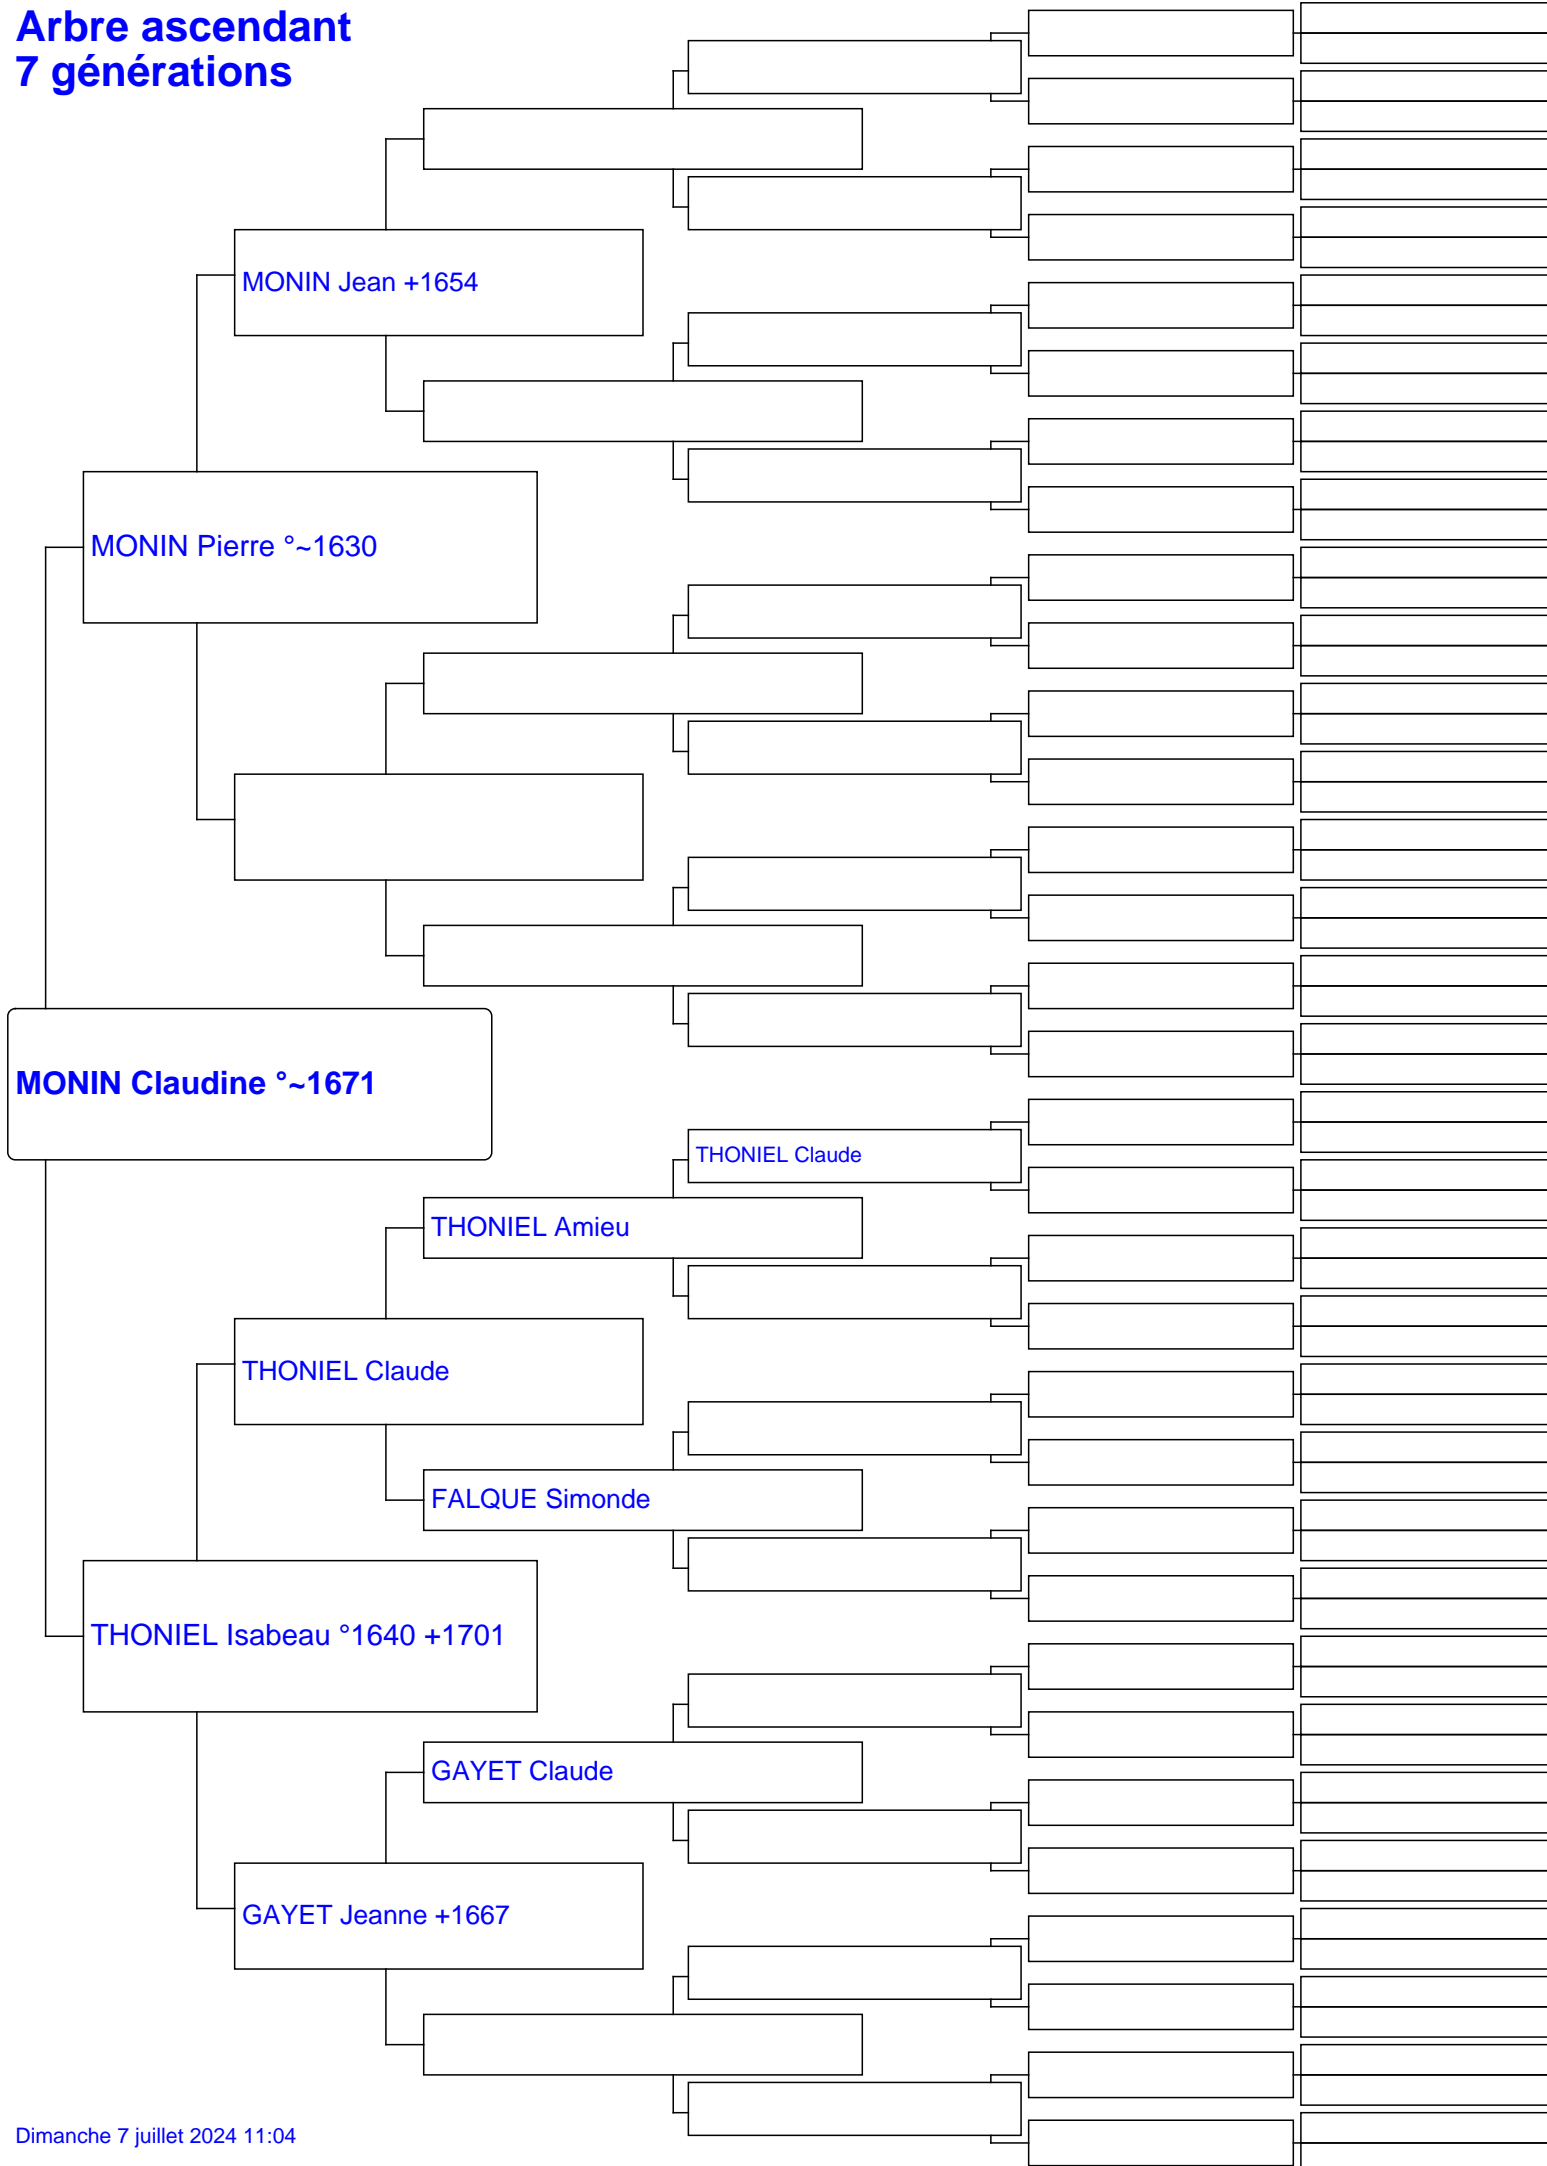 Arbre ascendant
7 générations
MONIN Jean +1654
MONIN Pierre °~1630
MONIN Claudine °~1671
THONIEL Claude
THONIEL Amieu
THONIEL Claude
FALQUE Simonde
THONIEL Isabeau °1640 +1701
GAYET Claude
GAYET Jeanne +1667
Dimanche 7 juillet 2024 11:04